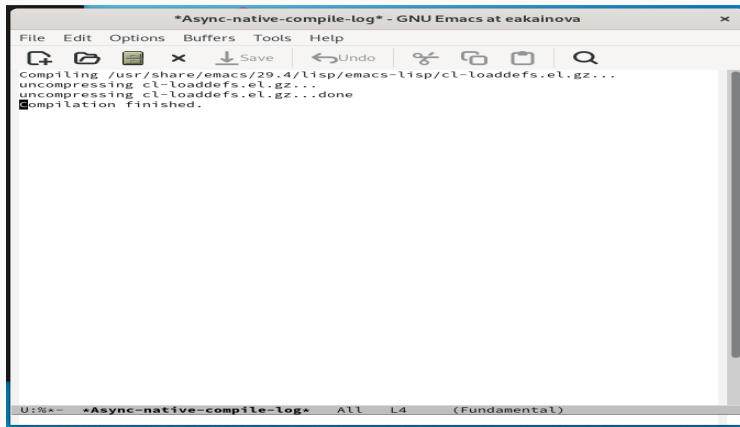 *Async-native-compile-log* - GNU Emacs at eakainova
File Edit Options Buffers Tools Help
Save Undo
Compiling /usr/share/emacs/29.4/lisp/emacs-lisp/cl-loaddefs.el.gz...
uncompressing cl-loaddefs.el.gz...
uncompressing cl-loaddefs.el.gz...done
Compilation finished.
U:%*- *Async-native-compile-log* All L4 (Fundamental)